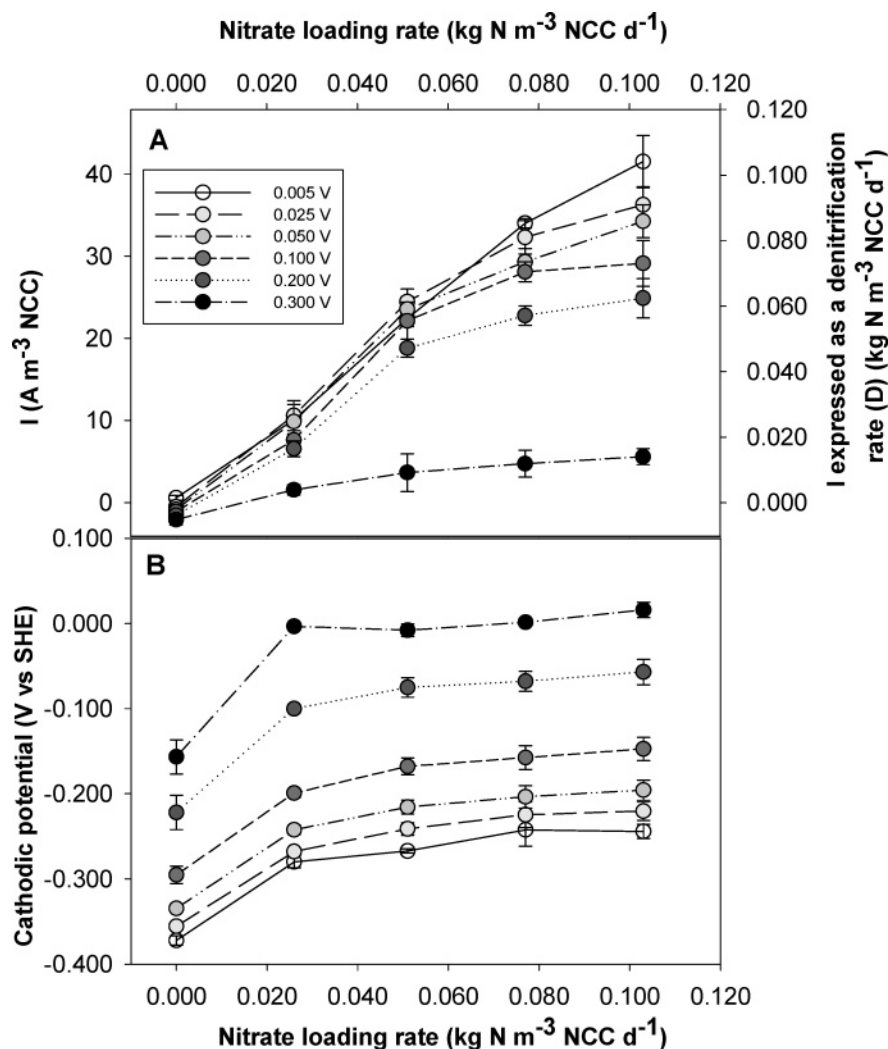 Nitrate loading rate (kg N m⁻³ NCC d⁻¹)
0.000 0.020 0.040 0.060 0.080 0.100 0.120
A
0.005 V
0.025 V
0.050 V
0.100 V
0.200 V
0.300 V
40
30
20
10
0
I (A m⁻³ NCC)
0.120
0.100
0.080
0.060
0.040
0.020
0.000
I expressed as a denitrification
rate (D) (kg N m⁻³ NCC d⁻¹)
B
0.100
0.000
-0.100
-0.200
-0.300
-0.400
Cathodic potential (V vs SHE)
0.000 0.020 0.040 0.060 0.080 0.100 0.120
Nitrate loading rate (kg N m⁻³ NCC d⁻¹)